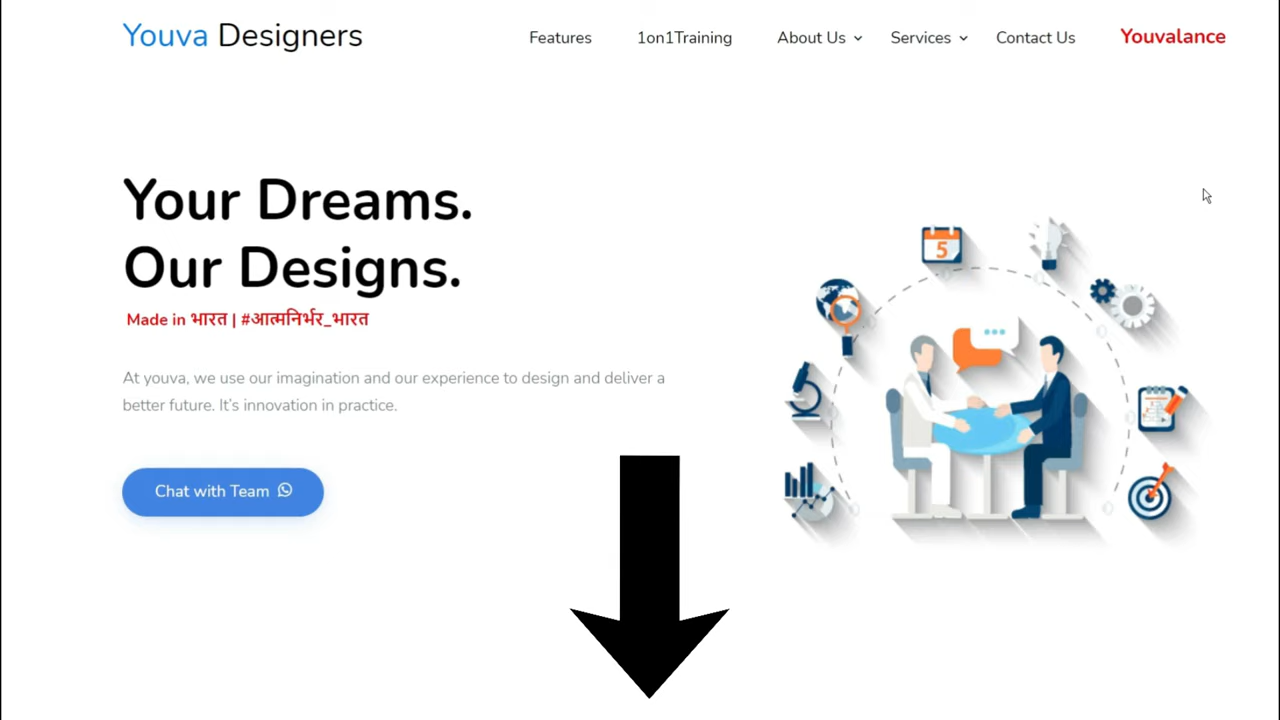 Youva Designers
Features
1on1Training
About Us
Services
Contact Us
Youvalance
Your Dreams.
Our Designs.
Made in भारत | #आत्मनिर्भर_भारत
At youva, we use our imagination and our experience to design and deliver a
better future. It's innovation in practice.
Chat with Team
5